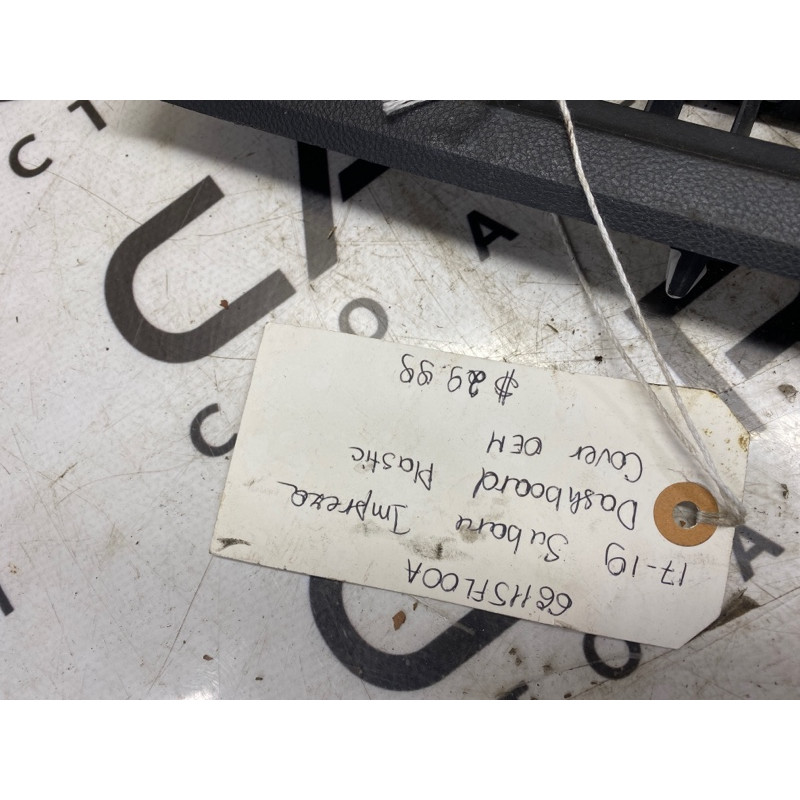 66115FL00A
17-19 Subaru Impreza
Dashboard Plastic
Cover OEM
$29.99